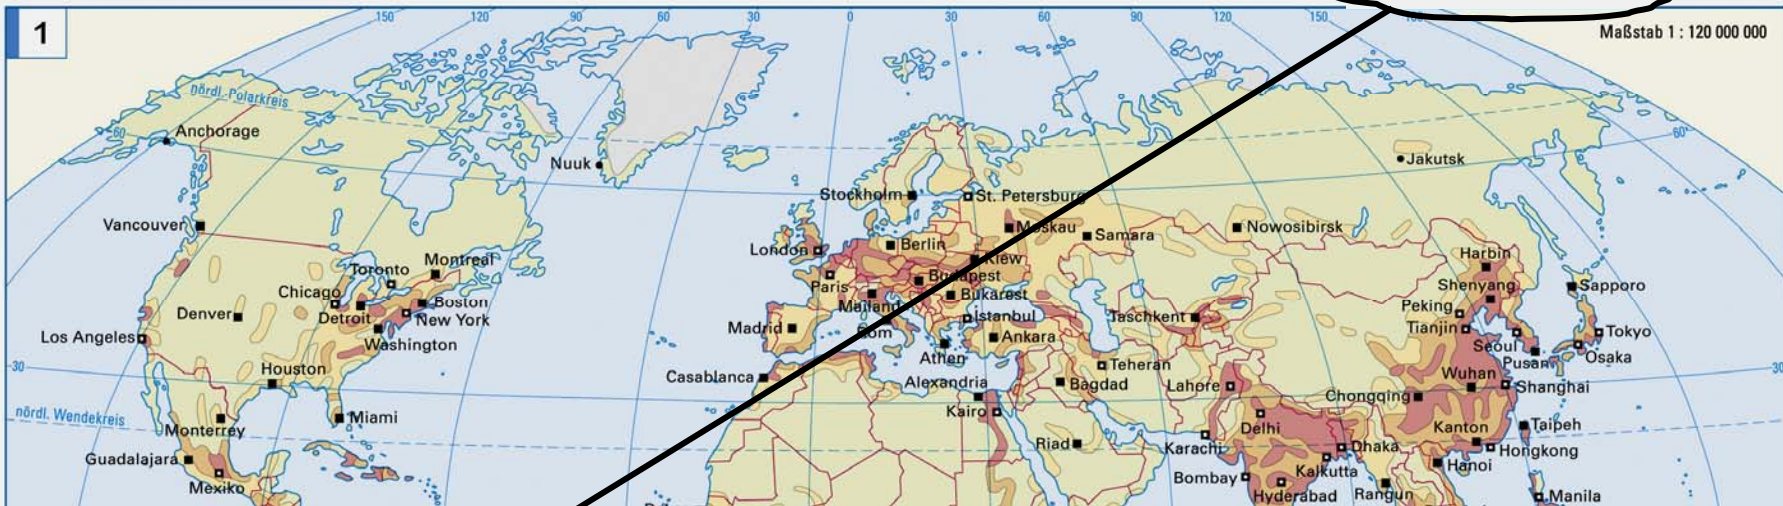 1
150 120 90 60 30 0 30 60 90 120 150
Maßstab 1 : 120 000 000
nördl. Polarkreis
60
Anchorage
60°
Nuuk
Jakutsk
Stockholm
St. Petersburg
Vancouver
Moskau
Samara
Nowosibirsk
London
Berlin
Harbin
Montreal
Kiew
Toronto
Budapest
Paris
Shenyang
Sapporo
Chicago
Boston
Mailand
Bukarest
Peking
Denver
Detroit
New York
Istanbul
Taschkent
Tianjin
Madrid
Tokyo
Los Angeles
Washington
Ankara
Seoul
Athen
Pusan
Osaka
30
Houston
Teheran
Wuhan
Casablanca
Alexandria
Bagdad
Lahore
Shanghai
Chongqing
nördl. Wendekreis
Miami
Kairo
Monterrey
Delhi
Kanton
Taipeh
Riad
Karachi
Dhaka
Hongkong
Guadalajara
Kalkutta
Hanoi
Mexiko
Bombay
Hyderabad
Rangun
Manila